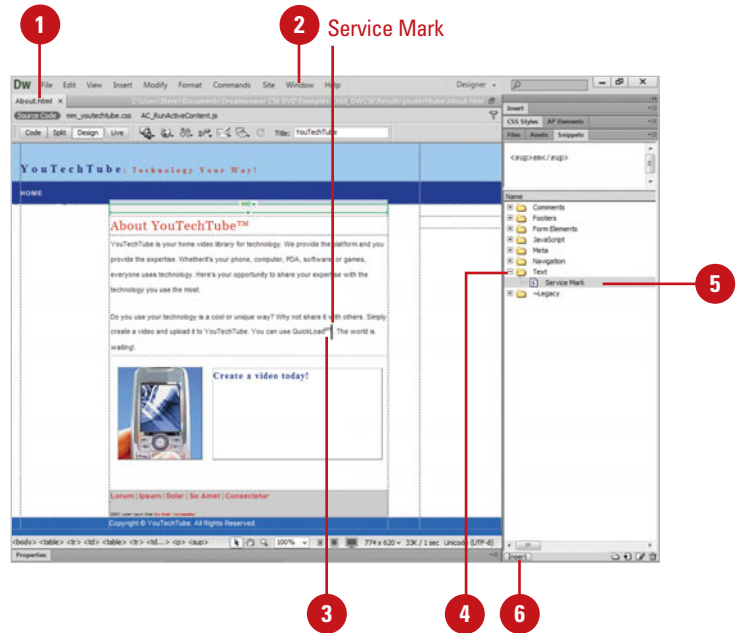 1
2
Service Mark
DW File Edit View Insert Modify Format Commands Site Window Help Designer
About.html ×
Source Code mm_youtechtube.css AC_RunActiveContent.js
Code Split Design Live Title: YouTechTube
YouTechTube: Technology Your Way!
HOME
About YouTechTube™
YouTechTube is your home video library for technology. We provide the platform and you
provide the expertise. Whetherit's your phone, computer, PDA, software or games,
everyone uses technology. Here's your opportunity to share your expertise with the
technology you use the most.
Do you use your technology is a cool or unique way? Why not share it with others. Simply
create a video and upload it to YouTechTube. You can use QuickLoad℠. The world is
waiting!.
Create a video today!
Lorum | Ipsum | Dolar | Sic Amet | Consectetur
Copyright © YouTechTube. All Rights Reserved.
<body> <table> <tr> <td> <table> <tr> <td...> <p> <sup> 100% 774 x 620 33K / 1 sec Unicode (UTF-8)
Properties
Insert
CSS Styles AP Elements
Files Assets Snippets
<sup>sm</sup>
Name
Comments
Footers
Form Elements
JavaScript
Meta
Navigation
Text
Service Mark
~Legacy
Insert
5
3
4
6